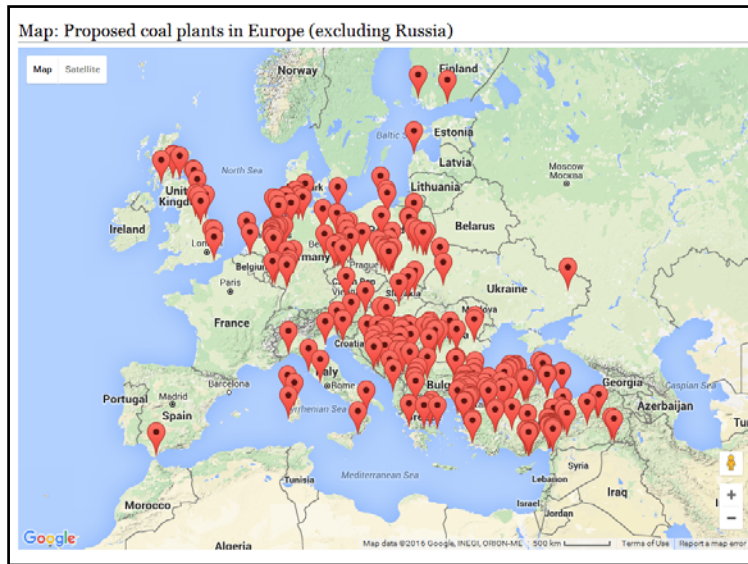 Map: Proposed coal plants in Europe (excluding Russia)
Map Satellite
Norway
Finland
Baltic
Estonia
North Sea
Latvia
Moscow
Москва
Lithuania
United
Kingdom
Ireland
Belarus
Belgium
Paris
Prague
Ukraine
France
Croatia
Italy
Rome
Georgia
Caspian Sea
Azerbaijan
Portugal
Madrid
Barcelona
Spain
Tyrrhenian Sea
Mediterranean Sea
Tunisia
Syria
Lebanon
Iraq
Israel
Jordan
Morocco
Algeria
Google
Map data ©2016 Google, INEGI, ORION-ME 500 km Terms of Use Report a map error